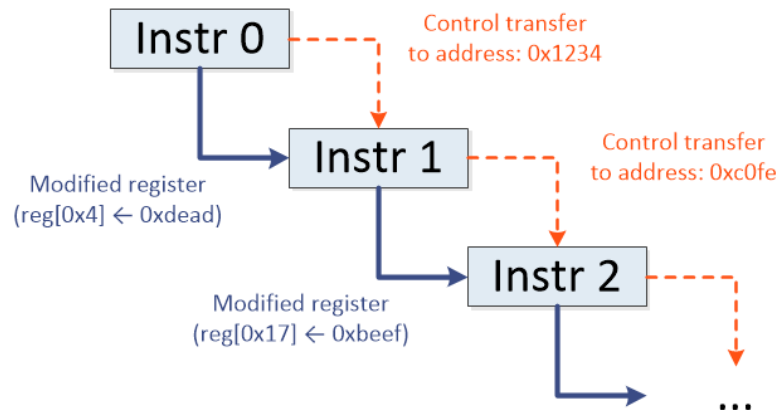 Instr 0
Control transfer
to address: 0x1234
Instr 1
Control transfer
to address: 0xc0fe
Modified register
(reg[0x4] ← 0xdead)
Instr 2
Modified register
(reg[0x17] ← 0xbeef)
...